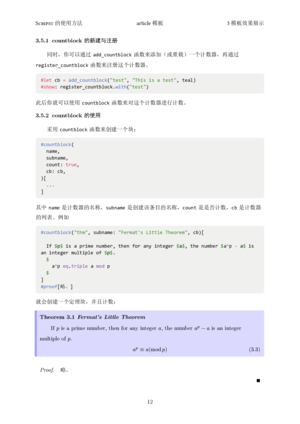 Scripst 的使用方法 article 模板 3 模板效果展示
3.5.1 countblock 的新建与注册
同时，你可以通过 add_countblock 函数来添加（或重载）一个计数器，再通过
register_countblock 函数来注册这个计数器。
#let cb = add_countblock("test", "This is a test", teal)
#show: register_countblock.with("test")
此后你就可以使用 countblock 函数来对这个计数器进行计数。
3.5.2 countblock 的使用
采用 countblock 函数来创建一个块：
#countblock(
name,
subname,
count: true,
cb: cb,
)[
...
]
其中 name 是计数器的名称，subname 是创建该条目的名称，count 是是否计数，cb 是计数器
的列表。例如
#countblock("thm", subname: "Fermat's Little Theorem", cb)[
If $p$ is a prime number, then for any integer $a$, the number $a^p - a$ is
an integer multiple of $p$.
$
a^p eq.triple a mod p
$
]
#proof[略。]
就会创建一个定理块，并且计数：
Theorem 3.1 Fermat's Little Theorem
If p is a prime number, then for any integer a, the number aᵖ − a is an integer
multiple of p.
aᵖ ≡ a(mod p) (3.3)
Proof. 略。
■
12